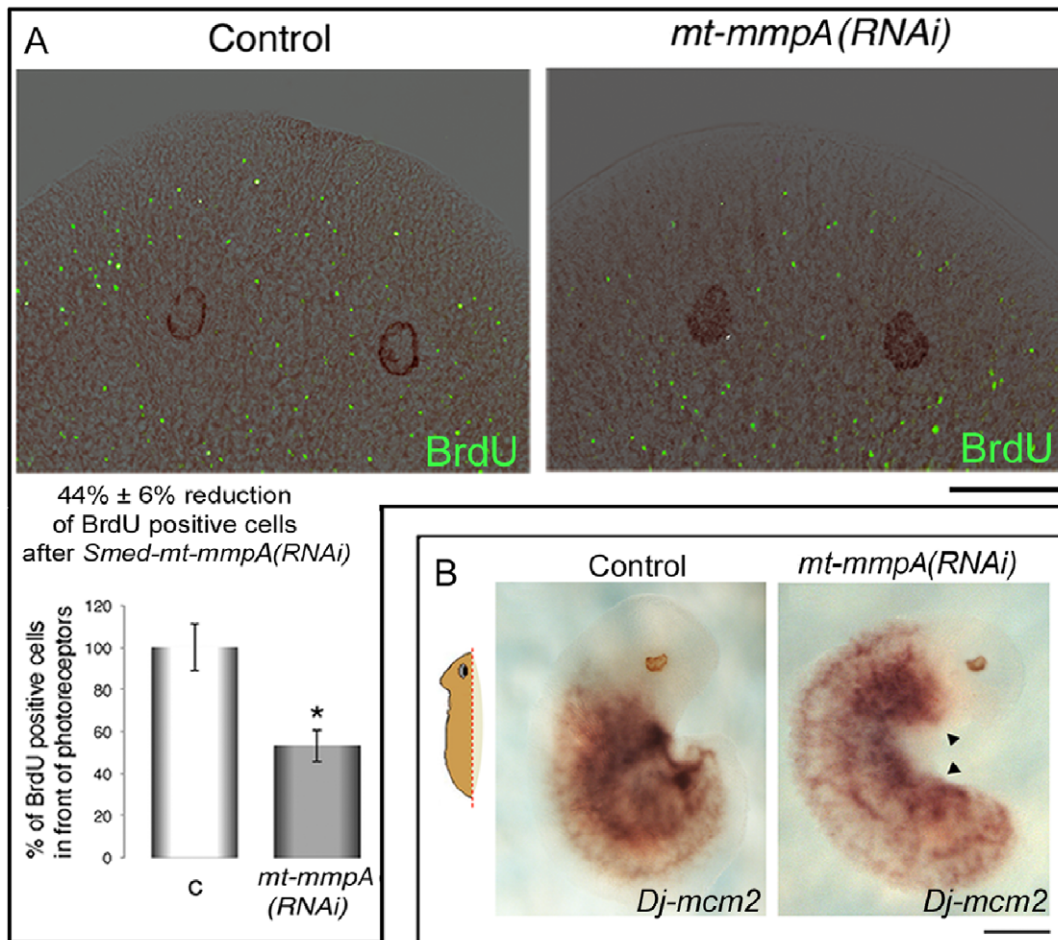 A
Control
mt-mmpA(RNAi)
BrdU
BrdU
44% ± 6% reduction
of BrdU positive cells
after Smed-mt-mmpA(RNAi)
% of BrdU positive cells
in front of photoreceptors
120
100
80
60
40
20
0
*
c
mt-mmpA
(RNAi)
B
Control
mt-mmpA(RNAi)
Dj-mcm2
Dj-mcm2